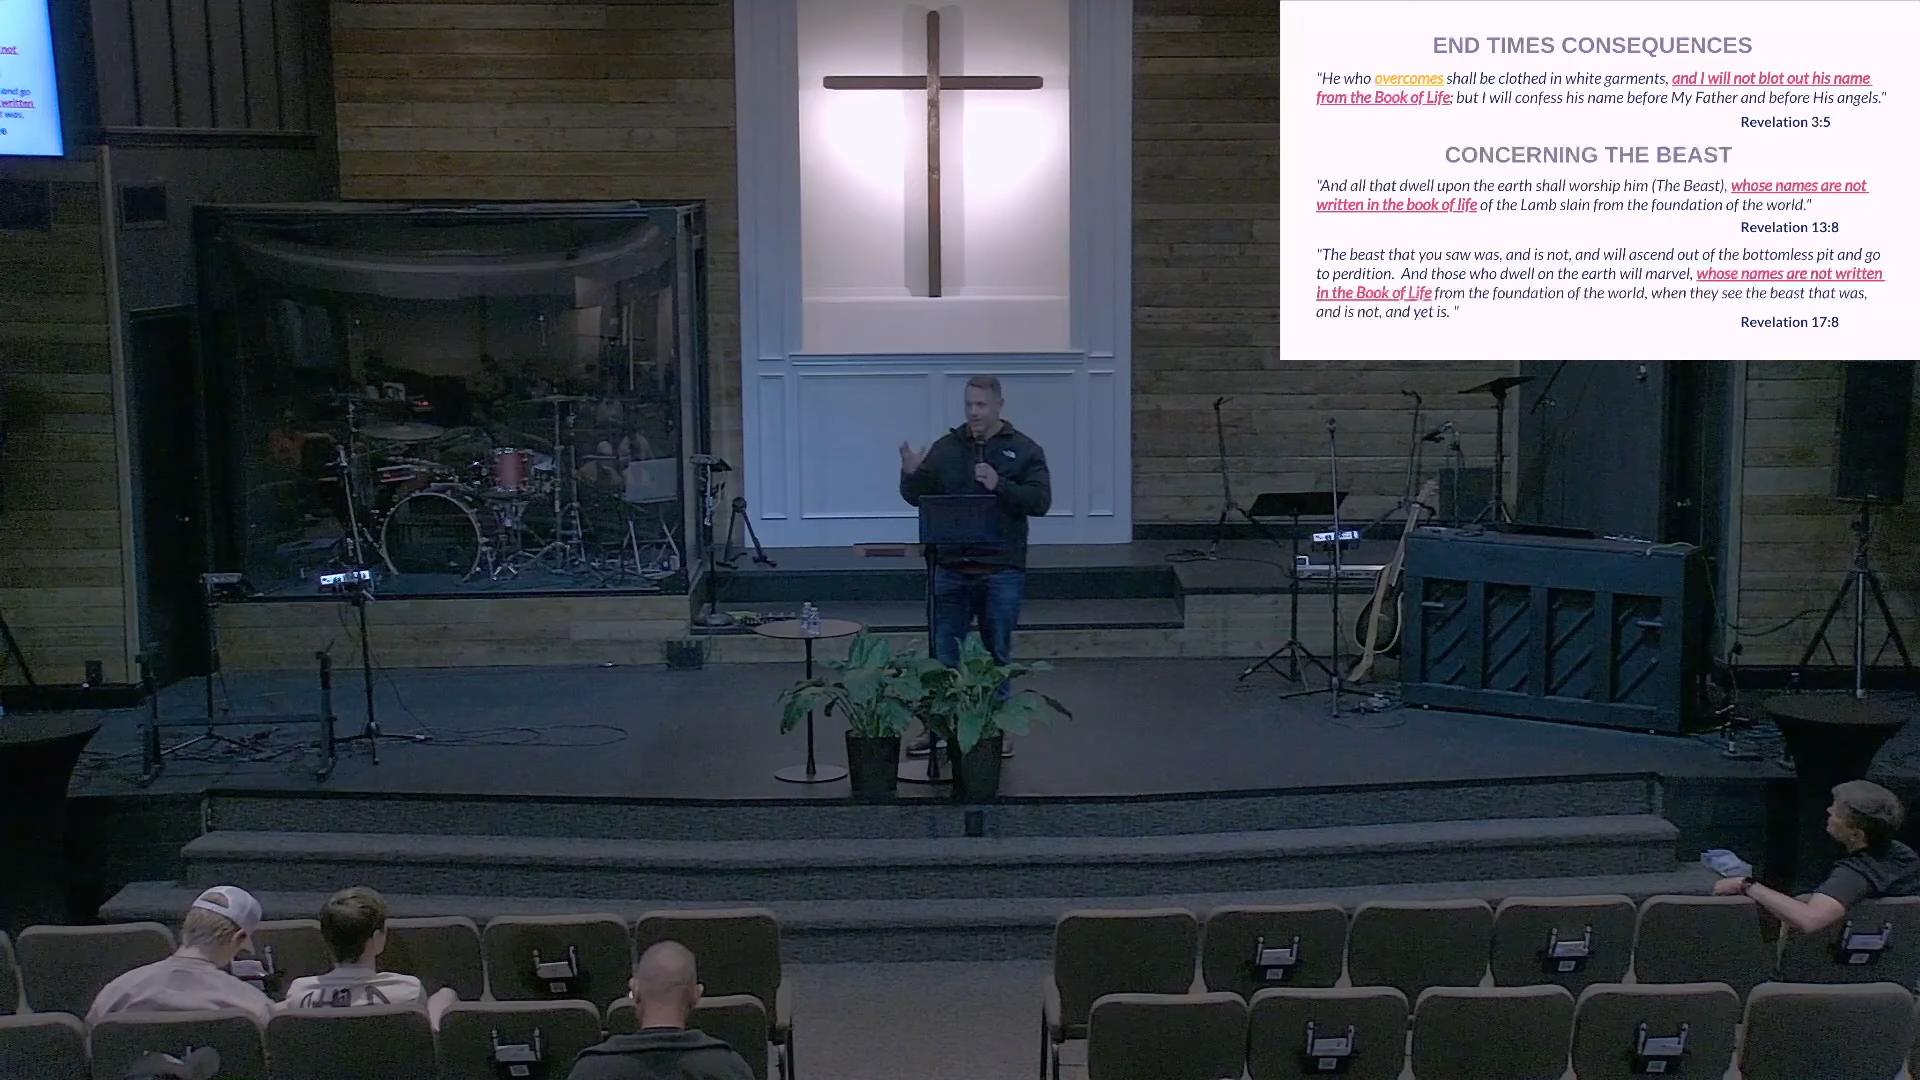 END TIMES CONSEQUENCES
"He who overcomes shall be clothed in white garments, and I will not blot out his name
from the Book of Life; but I will confess his name before My Father and before His angels."
Revelation 3:5
CONCERNING THE BEAST
"And all that dwell upon the earth shall worship him (The Beast), whose names are not
written in the book of life of the Lamb slain from the foundation of the world."
Revelation 13:8
"The beast that you saw was, and is not, and will ascend out of the bottomless pit and go
to perdition. And those who dwell on the earth will marvel, whose names are not written
in the Book of Life from the foundation of the world, when they see the beast that was,
and is not, and yet is. "
Revelation 17:8
not
and go
written
was,